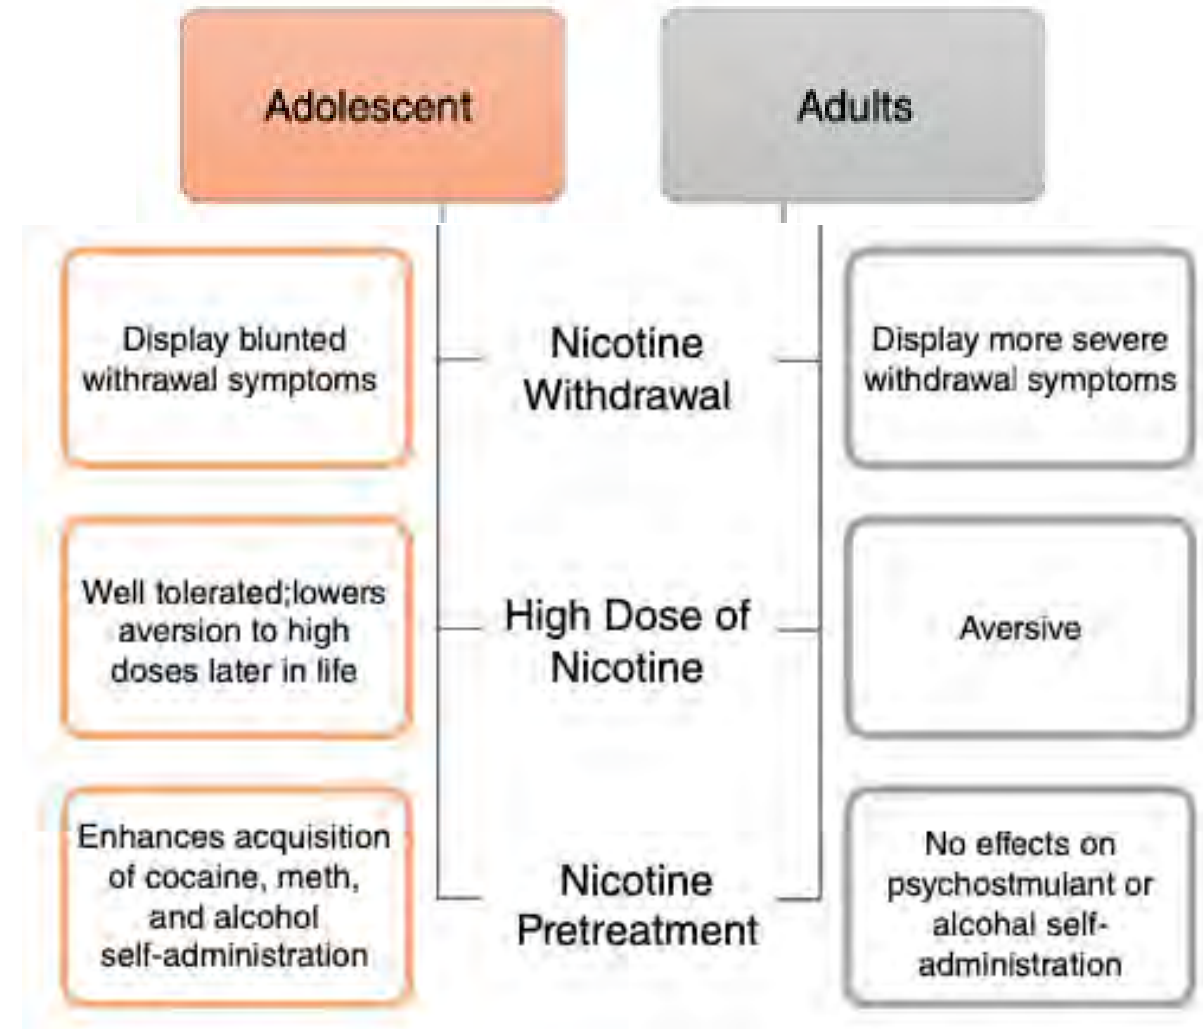 Adolescent
Adults
Display blunted
withrawal symptoms
Nicotine
Withdrawal
Display more severe
withdrawal symptoms
Well tolerated;lowers
aversion to high
doses later in life
High Dose of
Nicotine
Aversive
Enhances acquisition
of cocaine, meth,
and alcohol
self-administration
Nicotine
Pretreatment
No effects on
psychostmulant or
alcohal self-
administration